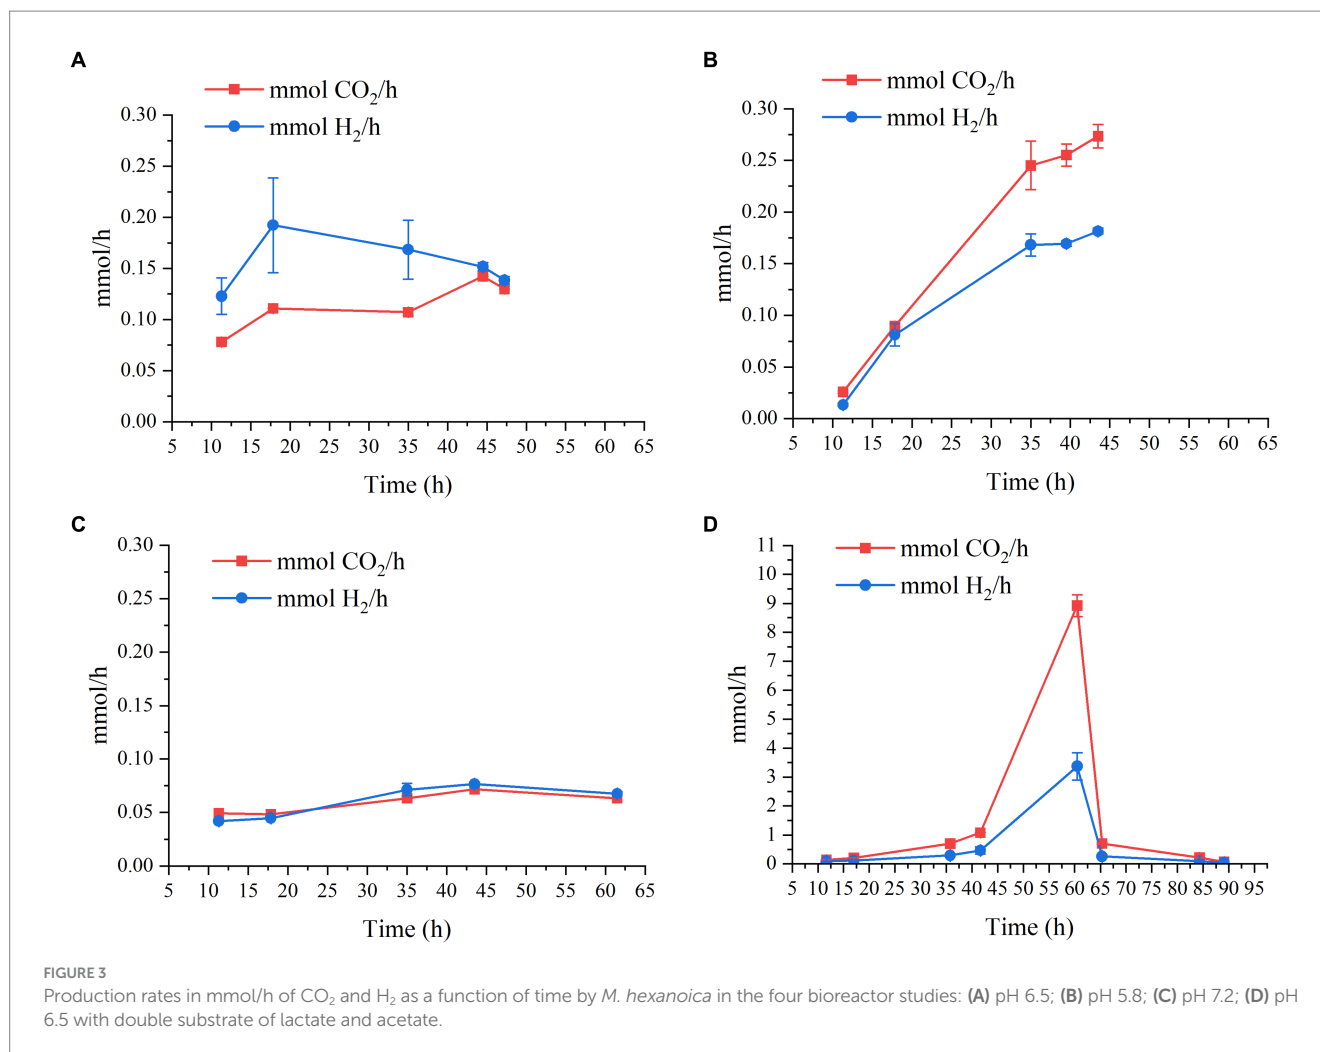 A
mmol CO₂/h
mmol H₂/h
0.30
0.25
0.20
0.15
0.10
0.05
0.00
mmol/h
5 10 15 20 25 30 35 40 45 50 55 60 65
Time (h)
B
mmol CO₂/h
mmol H₂/h
0.30
0.25
0.20
0.15
0.10
0.05
0.00
mmol/h
5 10 15 20 25 30 35 40 45 50 55 60 65
Time (h)
C
mmol CO₂/h
mmol H₂/h
0.30
0.25
0.20
0.15
0.10
0.05
0.00
mmol/h
5 10 15 20 25 30 35 40 45 50 55 60 65
Time (h)
D
mmol CO₂/h
mmol H₂/h
11
10
9
8
7
6
5
4
3
2
1
0
mmol/h
5 10 15 20 25 30 35 40 45 50 55 60 65 70 75 80 85 90 95
Time (h)
FIGURE 3
Production rates in mmol/h of CO₂ and H₂ as a function of time by M. hexanoica in the four bioreactor studies: (A) pH 6.5; (B) pH 5.8; (C) pH 7.2; (D) pH
6.5 with double substrate of lactate and acetate.